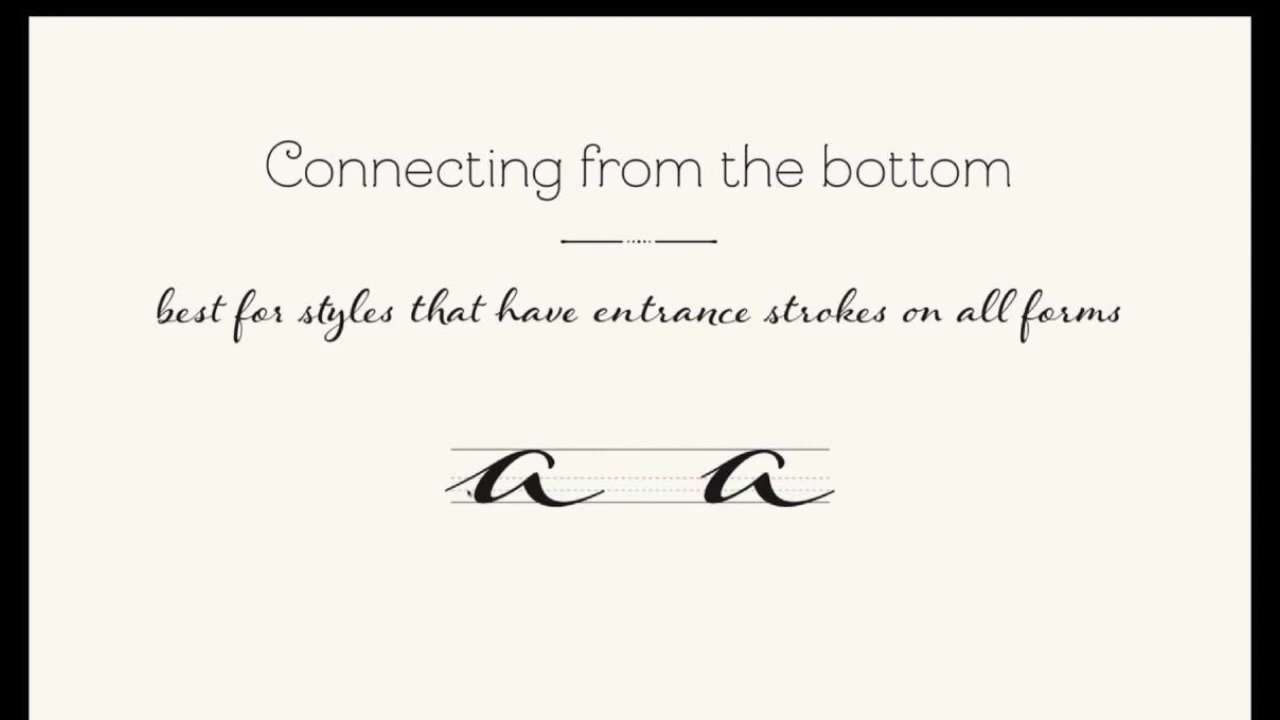 Connecting from the bottom
best for styles that have entrance strokes on all forms
a a